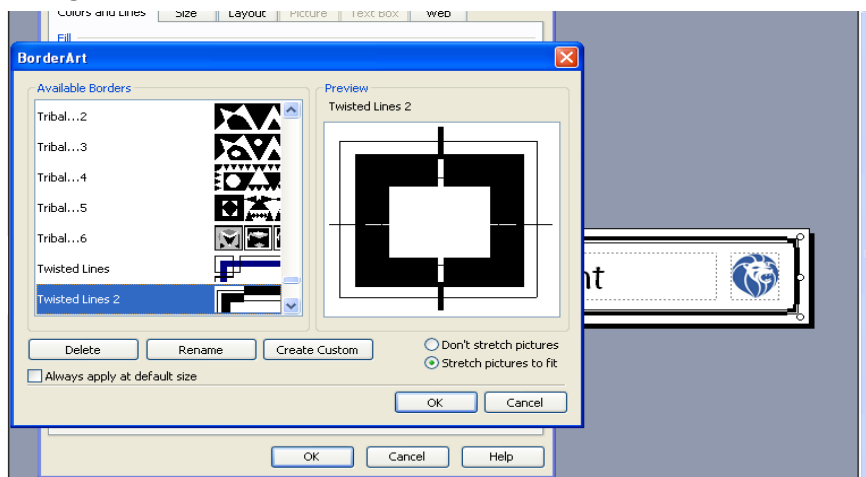 Colors and Lines Size Layout Picture Text Box Web
Fill
BorderArt
Available Borders
Tribal...2
Tribal...3
Tribal...4
Tribal...5
Tribal...6
Twisted Lines
Twisted Lines 2
Preview
Twisted Lines 2
Delete Rename Create Custom
Don't stretch pictures
Stretch pictures to fit
Always apply at default size
OK Cancel
nt
OK Cancel Help